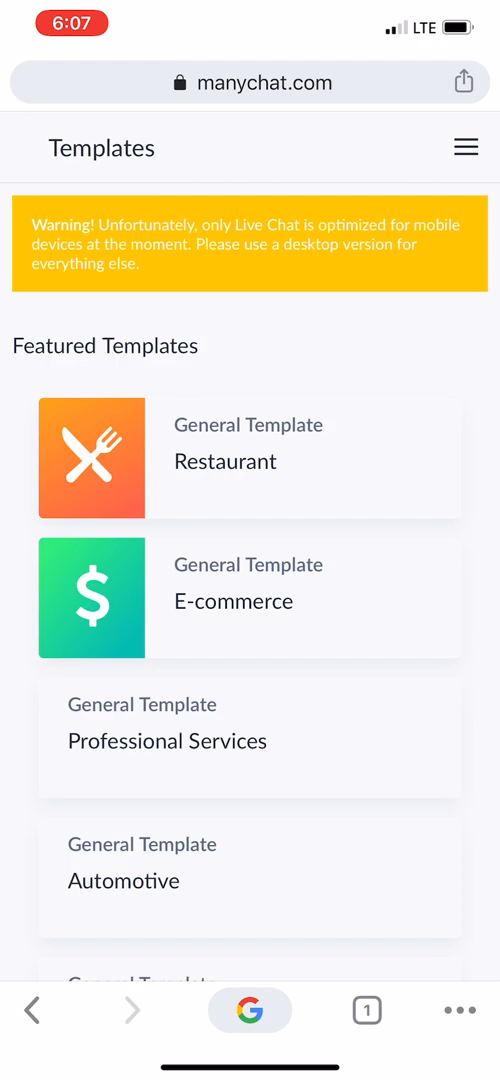 6:07
LTE
manychat.com
Templates
Warning! Unfortunately, only Live Chat is optimized for mobile
devices at the moment. Please use a desktop version for
everything else.
Featured Templates
General Template
Restaurant
General Template
E-commerce
General Template
Professional Services
General Template
Automotive
General Template
1